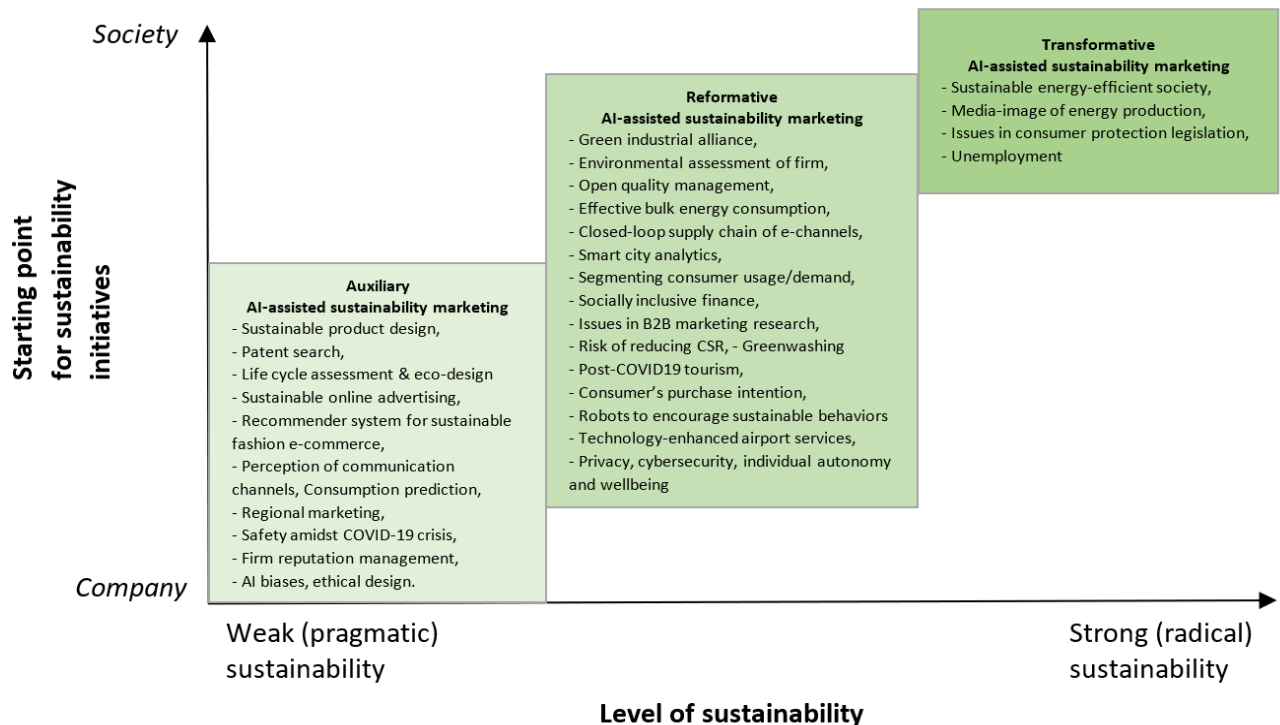 Society
Company
Starting point
for sustainability
initiatives
Auxiliary
AI-assisted sustainability marketing
- Sustainable product design,
- Patent search,
- Life cycle assessment & eco-design
- Sustainable online advertising,
- Recommender system for sustainable
fashion e-commerce,
- Perception of communication
channels, Consumption prediction,
- Regional marketing,
- Safety amidst COVID-19 crisis,
- Firm reputation management,
- AI biases, ethical design.
Reformative
AI-assisted sustainability marketing
- Green industrial alliance,
- Environmental assessment of firm,
- Open quality management,
- Effective bulk energy consumption,
- Closed-loop supply chain of e-channels,
- Smart city analytics,
- Segmenting consumer usage/demand,
- Socially inclusive finance,
- Issues in B2B marketing research,
- Risk of reducing CSR, - Greenwashing
- Post-COVID19 tourism,
- Consumer's purchase intention,
- Robots to encourage sustainable behaviors
- Technology-enhanced airport services,
- Privacy, cybersecurity, individual autonomy
and wellbeing
Transformative
AI-assisted sustainability marketing
- Sustainable energy-efficient society,
- Media-image of energy production,
- Issues in consumer protection legislation,
- Unemployment
Weak (pragmatic)
sustainability
Strong (radical)
sustainability
Level of sustainability